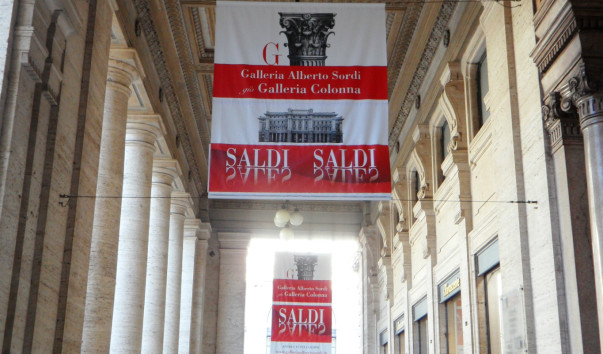 G
Galleria Alberto Sordi
già Galleria Colonna
SALDI SALDI
G
Galleria Alberto Sordi
già Galleria Colonna
SALDI